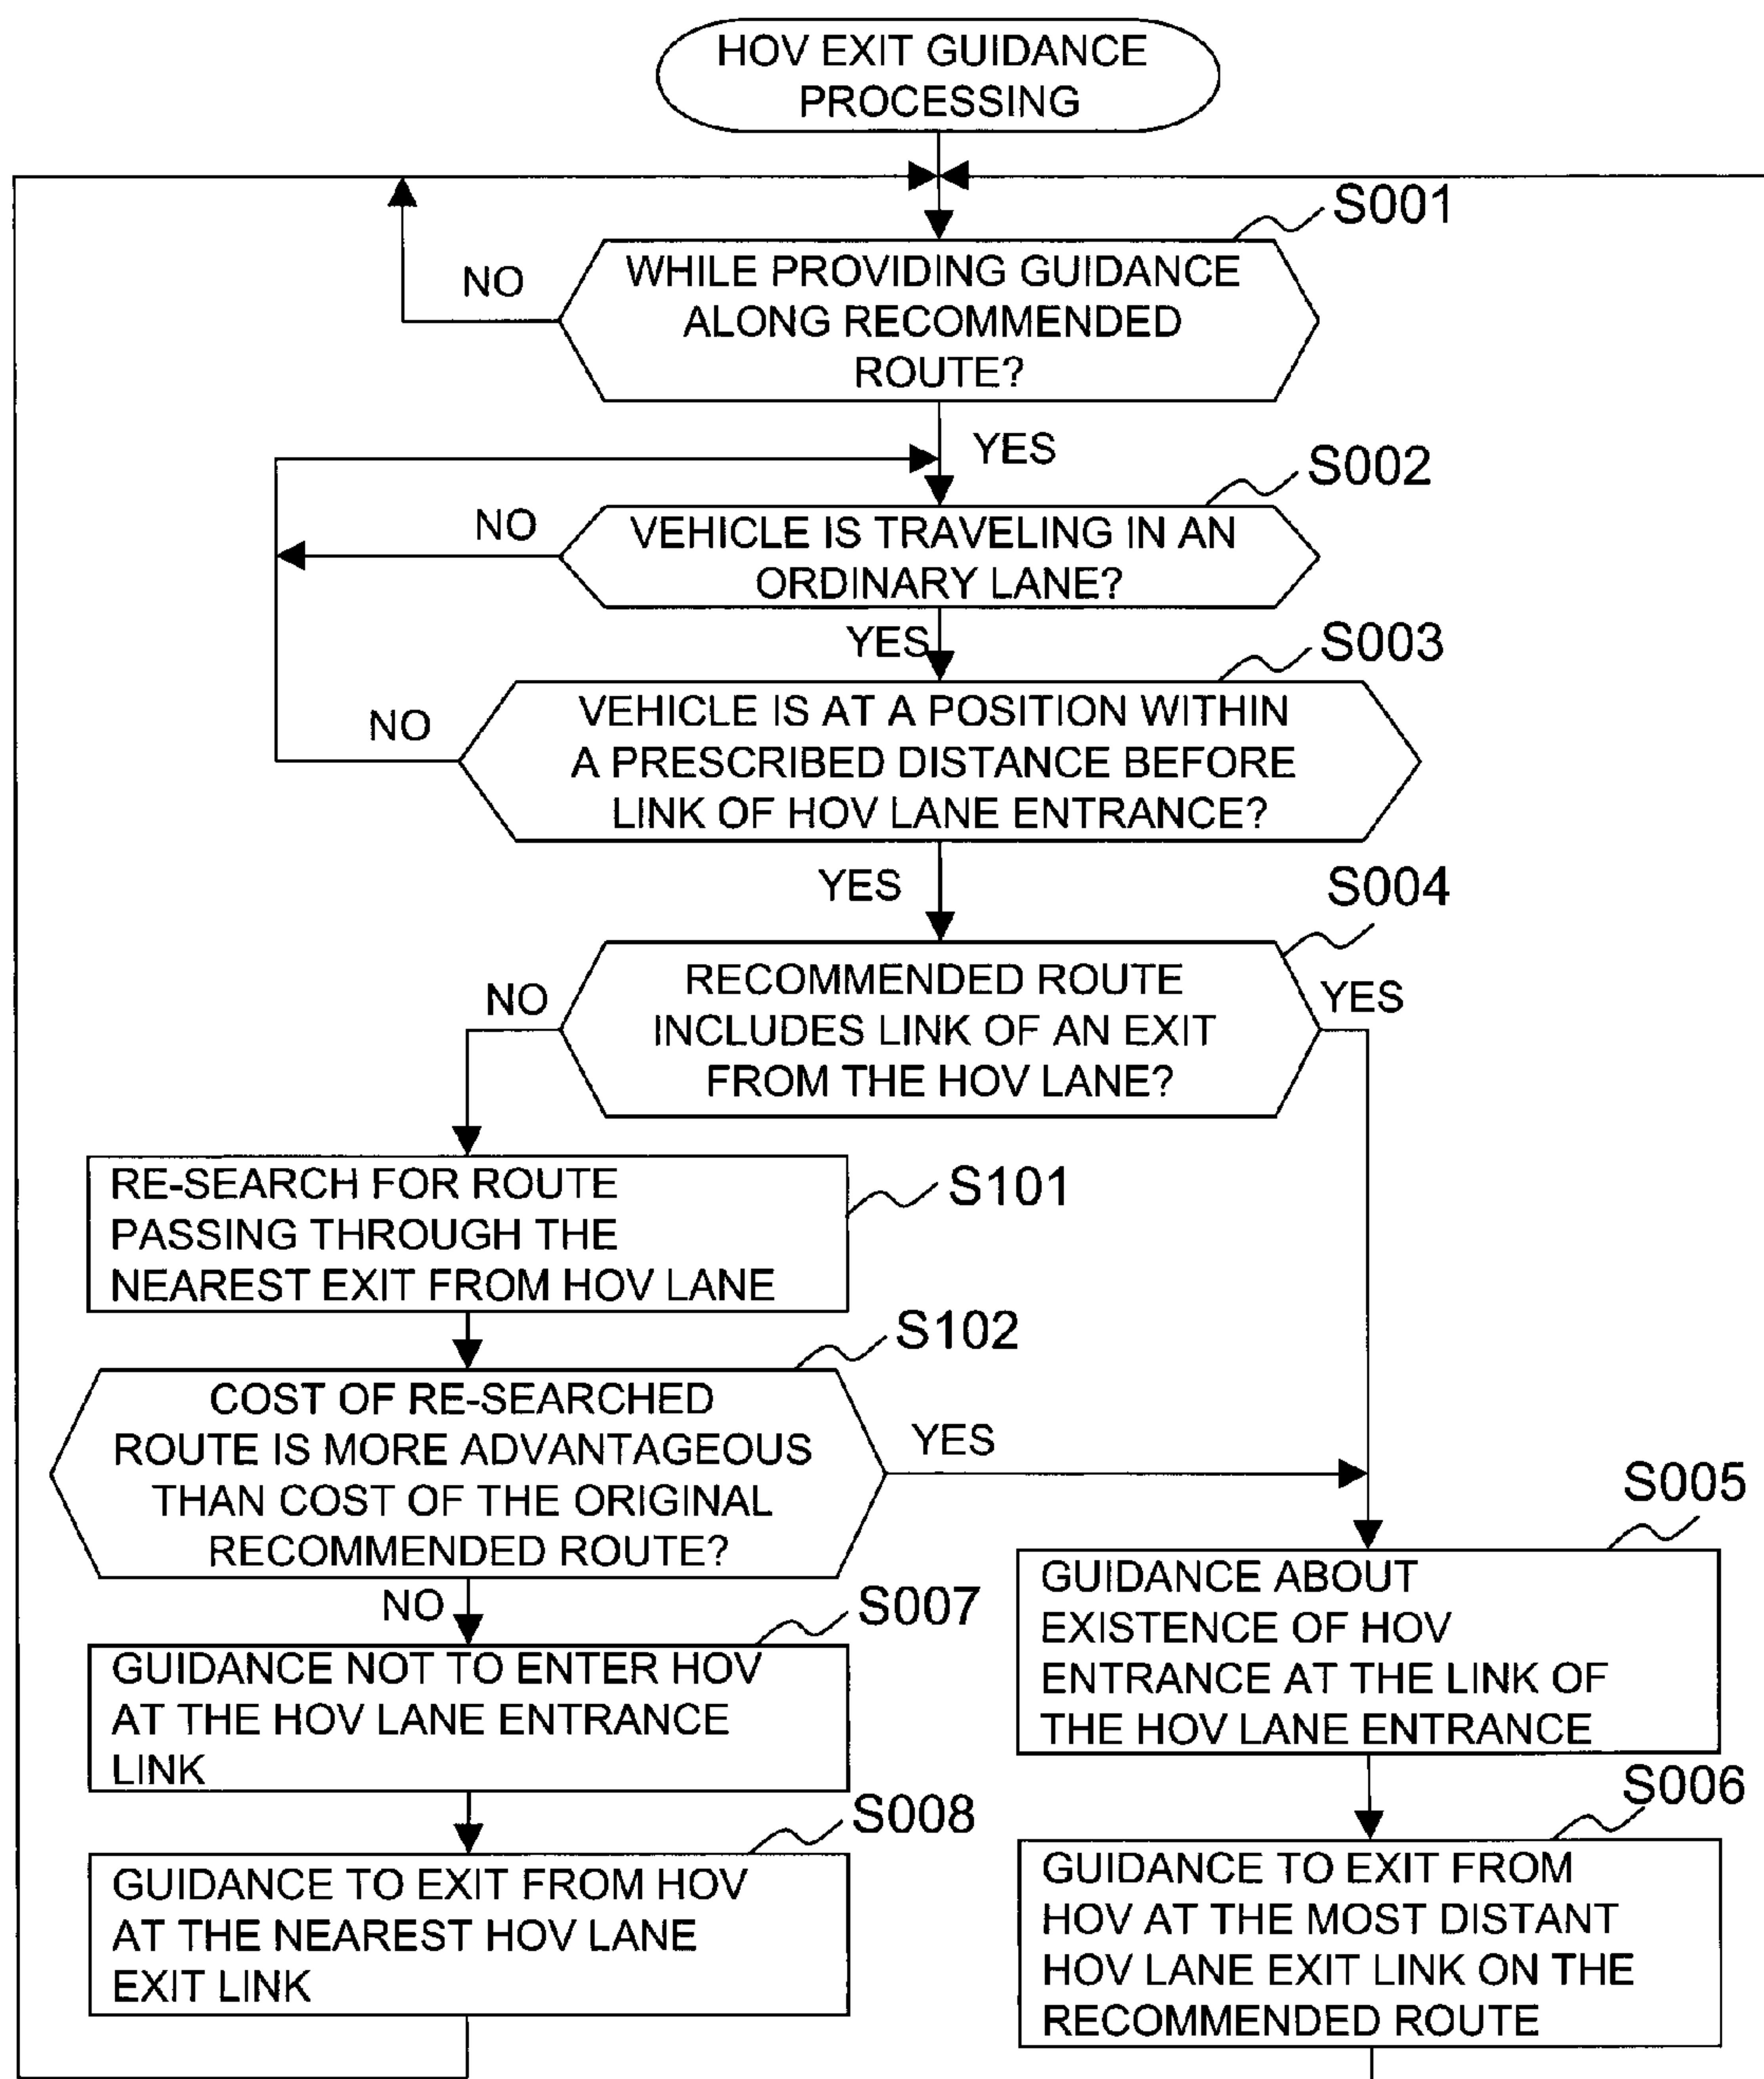 HOV EXIT GUIDANCE
PROCESSING
S001
NO
WHILE PROVIDING GUIDANCE
ALONG RECOMMENDED
ROUTE?
YES
S002
NO
VEHICLE IS TRAVELING IN AN
ORDINARY LANE?
YES
S003
NO
VEHICLE IS AT A POSITION WITHIN
A PRESCRIBED DISTANCE BEFORE
LINK OF HOV LANE ENTRANCE?
YES
S004
NO
RECOMMENDED ROUTE
INCLUDES LINK OF AN EXIT
FROM THE HOV LANE?
YES
RE-SEARCH FOR ROUTE
PASSING THROUGH THE
NEAREST EXIT FROM HOV LANE
S101
S102
COST OF RE-SEARCHED
ROUTE IS MORE ADVANTAGEOUS
THAN COST OF THE ORIGINAL
RECOMMENDED ROUTE?
YES
NO
S007
GUIDANCE NOT TO ENTER HOV
AT THE HOV LANE ENTRANCE
LINK
S008
GUIDANCE TO EXIT FROM HOV
AT THE NEAREST HOV LANE
EXIT LINK
S005
GUIDANCE ABOUT
EXISTENCE OF HOV
ENTRANCE AT THE LINK OF
THE HOV LANE ENTRANCE
S006
GUIDANCE TO EXIT FROM
HOV AT THE MOST DISTANT
HOV LANE EXIT LINK ON THE
RECOMMENDED ROUTE